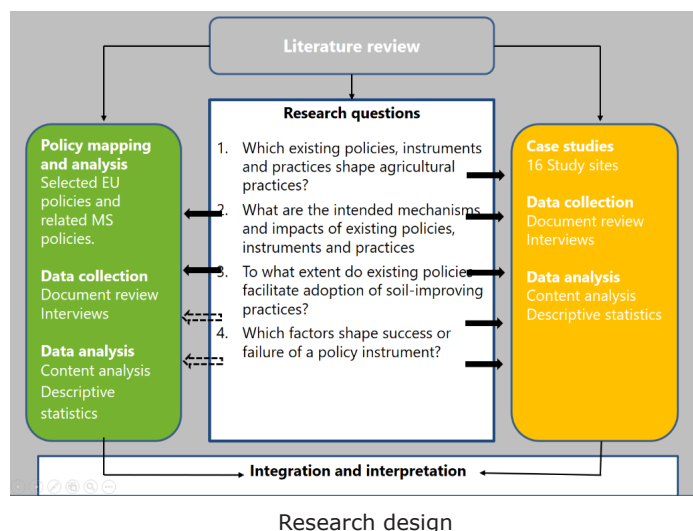 Literature review
Research questions
1. Which existing policies, instruments
and practices shape agricultural
practices?
2. What are the intended mechanisms
and impacts of existing policies,
instruments and practices
3. To what extent do existing policies
facilitate adoption of soil-improving
practices?
4. Which factors shape success or
failure of a policy instrument?
Policy mapping
and analysis
Selected EU
policies and
related MS
policies.
Data collection
Document review
Interviews
Data analysis
Content analysis
Descriptive
statistics
Case studies
16 Study sites
Data collection
Document review
Interviews
Data analysis
Content analysis
Descriptive statistics
Integration and interpretation
Research design